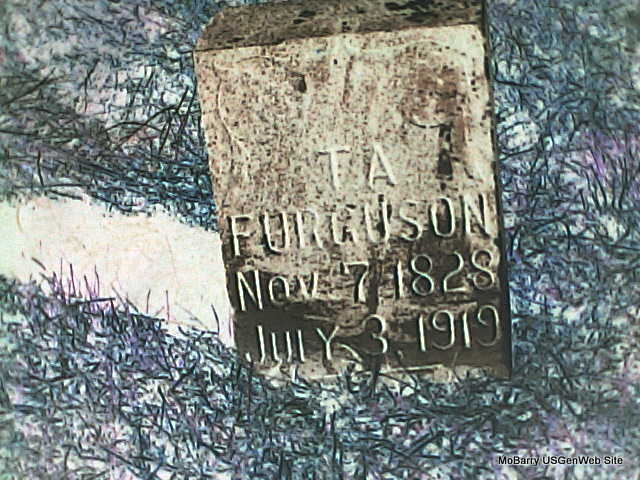 T A
FURGUSON
Nov 7 1828
July 3, 1919
MoBarry USGenWeb Site